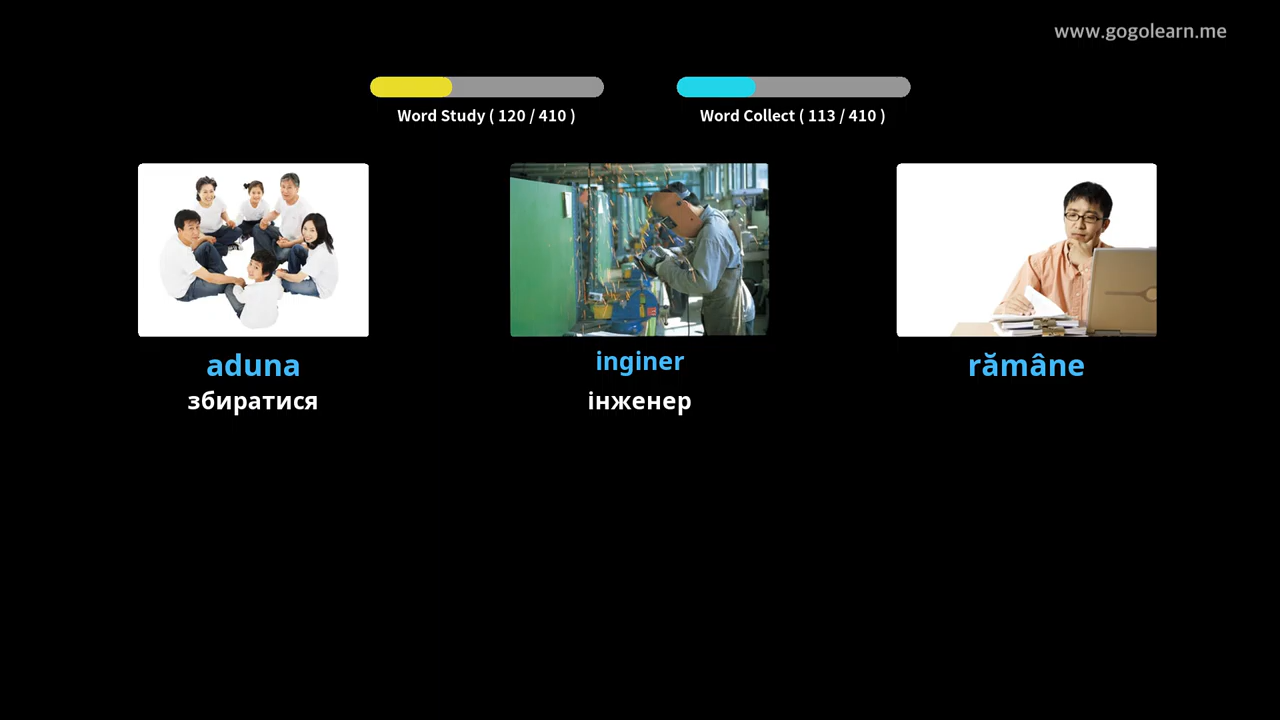 www.gogolearn.me
Word Study ( 120 / 410 )
Word Collect ( 113 / 410 )
aduna
збиратися
inginer
інженер
rămâne